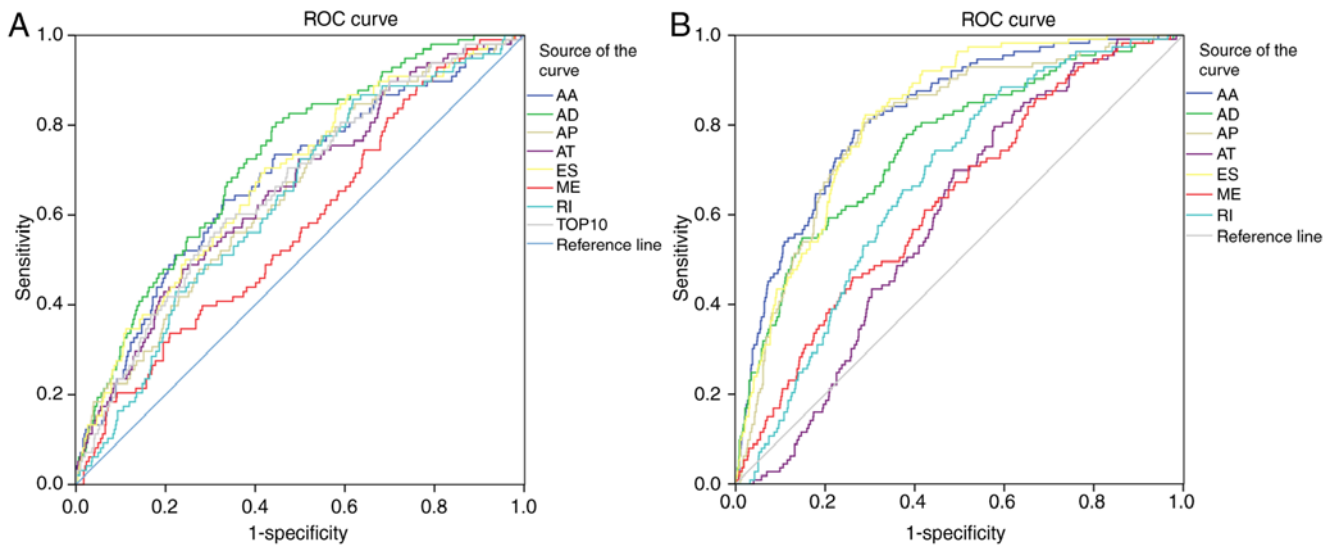 A
ROC curve
1.0
0.8
0.6
0.4
0.2
0.0
Sensitivity
0.0 0.2 0.4 0.6 0.8 1.0
1-specificity
Source of the
curve
AA
AD
AP
AT
ES
ME
RI
TOP10
Reference line
B
ROC curve
1.0
0.8
0.6
0.4
0.2
0.0
Sensitivity
0.0 0.2 0.4 0.6 0.8 1.0
1-specificity
Source of the
curve
AA
AD
AP
AT
ES
ME
RI
Reference line